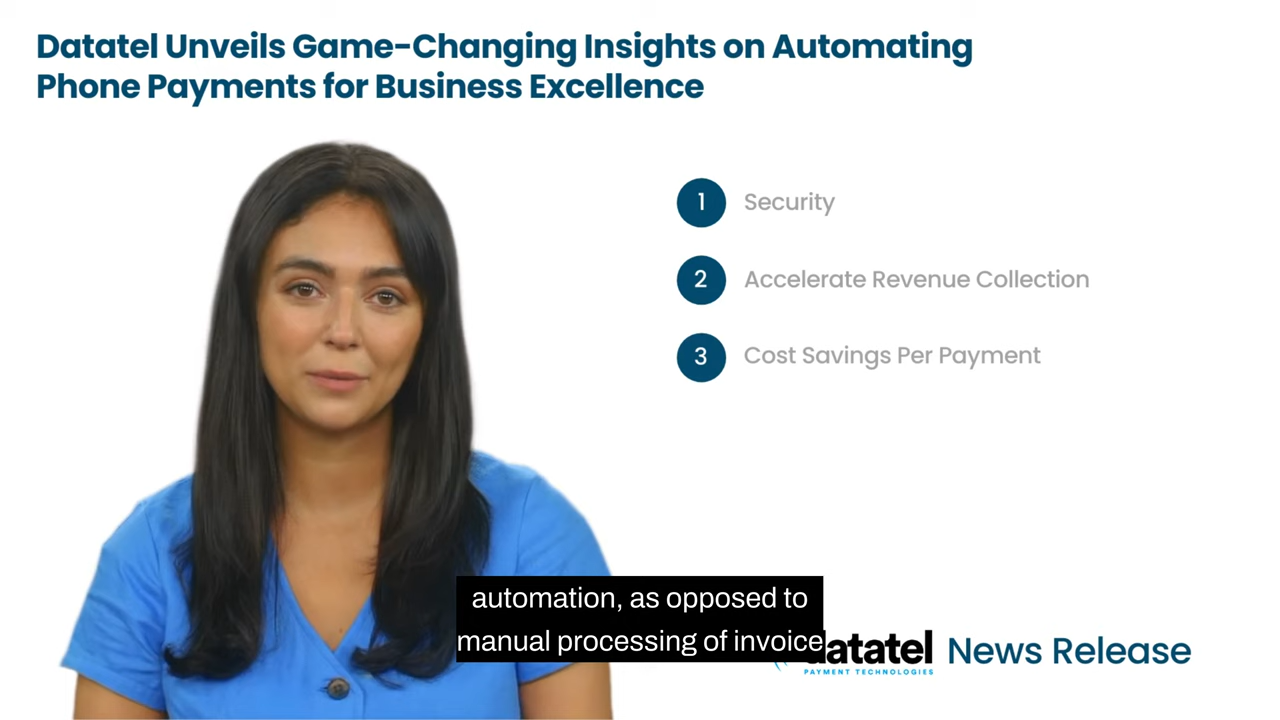 Datatel Unveils Game-Changing Insights on Automating
Phone Payments for Business Excellence
1 Security
2 Accelerate Revenue Collection
3 Cost Savings Per Payment
automation, as opposed to
manual processing of invoice
datatel News Release
PAYMENT TECHNOLOGIES